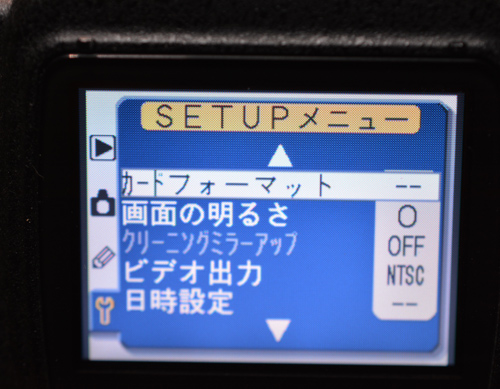 SETUPメニュー
カードフォーマット --
画面の明るさ 0
クリーニングミラーアップ OFF
ビデオ出力 NTSC
日時設定 --